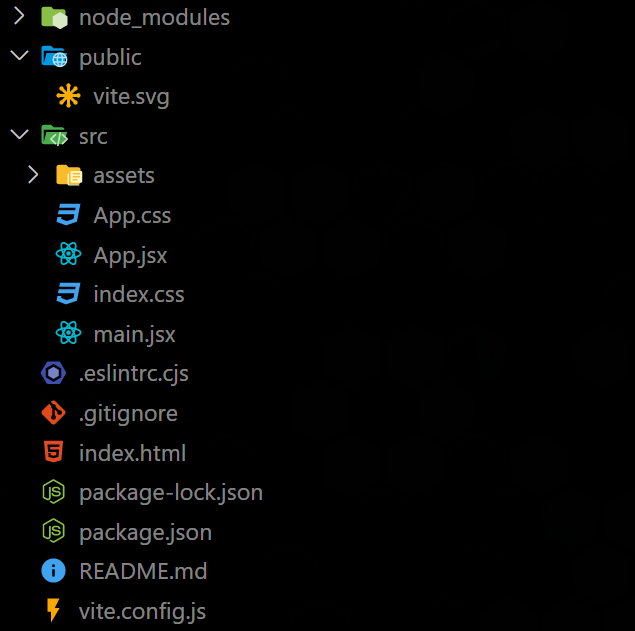 node_modules
public
vite.svg
src
assets
App.css
App.jsx
index.css
main.jsx
.eslintrc.cjs
.gitignore
index.html
package-lock.json
package.json
README.md
vite.config.js